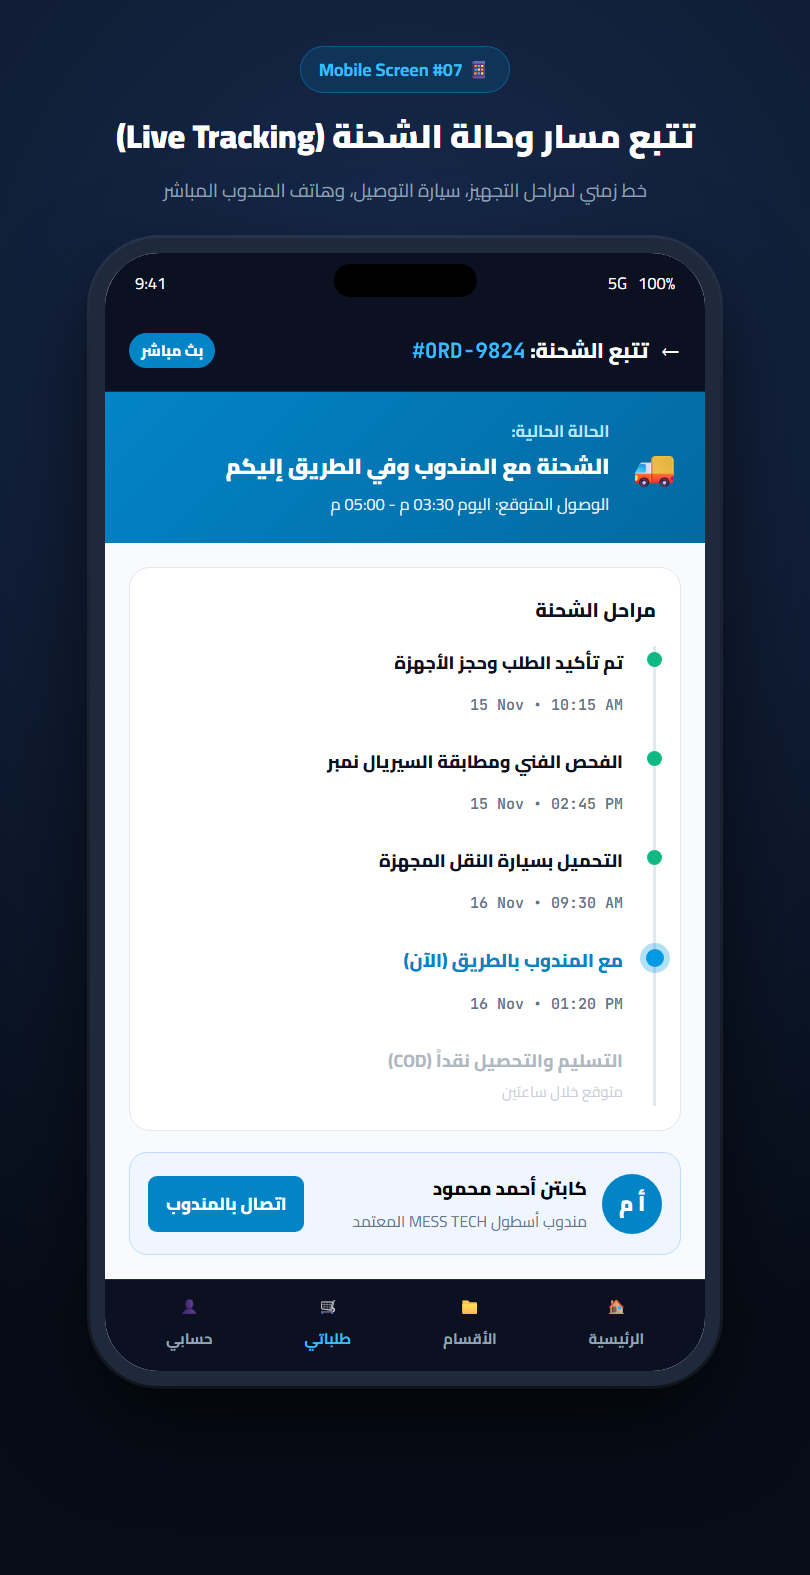 Mobile Screen #07
تتبع مسار وحالة الشحنة (Live Tracking)
خط زمني لمراحل التجهيز، سيارة التوصيل، وهاتف المندوب المباشر
9:41
5G 100%
← تتبع الشحنة: #ORD-9824
بث مباشر
الحالة الحالية:
الشحنة مع المندوب وفي الطريق إليكم
الوصول المتوقع: اليوم 03:30 م - 05:00 م
مراحل الشحنة
تم تأكيد الطلب وحجز الأجهزة
15 Nov • 10:15 AM
الفحص الفني ومطابقة السيريال نمبر
15 Nov • 02:45 PM
التحميل بسيارة النقل المجهزة
16 Nov • 09:30 AM
مع المندوب بالطريق (الآن)
16 Nov • 01:20 PM
التسليم والتحصيل نقداً (COD)
متوقع خلال ساعتين
أ م
كابتن أحمد محمود
مندوب أسطول MESS TECH المعتمد
اتصال بالمندوب
الرئيسية
الأقسام
طلباتي
حسابي